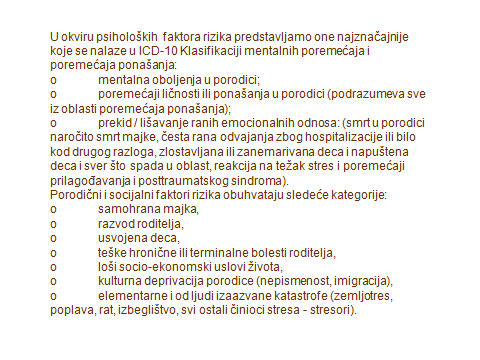 U okviru psiholoških faktora rizika predstavljamo one najznačajnije
koje se nalaze u ICD-10 Klasifikaciji mentalnih poremećaja i
poremećaja ponašanja:
o mentalna oboljenja u porodici;
o poremećaji ličnosti ili ponašanja u porodici (podrazumeva sve
iz oblasti poremećaja ponašanja);
o prekid / lišavanje ranih emocionalnih odnosa: (smrt u porodici
naročito smrt majke, česta rana odvajanja zbog hospitalizacije ili bilo
kod drugog razloga, zlostavljana ili zanemarivana deca i napuštena
deca i sver što spada u oblast, reakcija na težak stres i poremećaji
prilagođavanja i posttraumatskog sindroma).
Porodični i socijalni faktori rizika obuhvataju sledeće kategorije:
o samohrana majka,
o razvod roditelja,
o usvojena deca,
o teške hronične ili terminalne bolesti roditelja,
o loši socio-ekonomski uslovi života,
o kulturna deprivacija porodice (nepismenost, imigracija),
o elementarne i od ljudi izaazvane katastrofe (zemljotres,
poplava, rat, izbeglištvo, svi ostali činioci stresa - stresori).